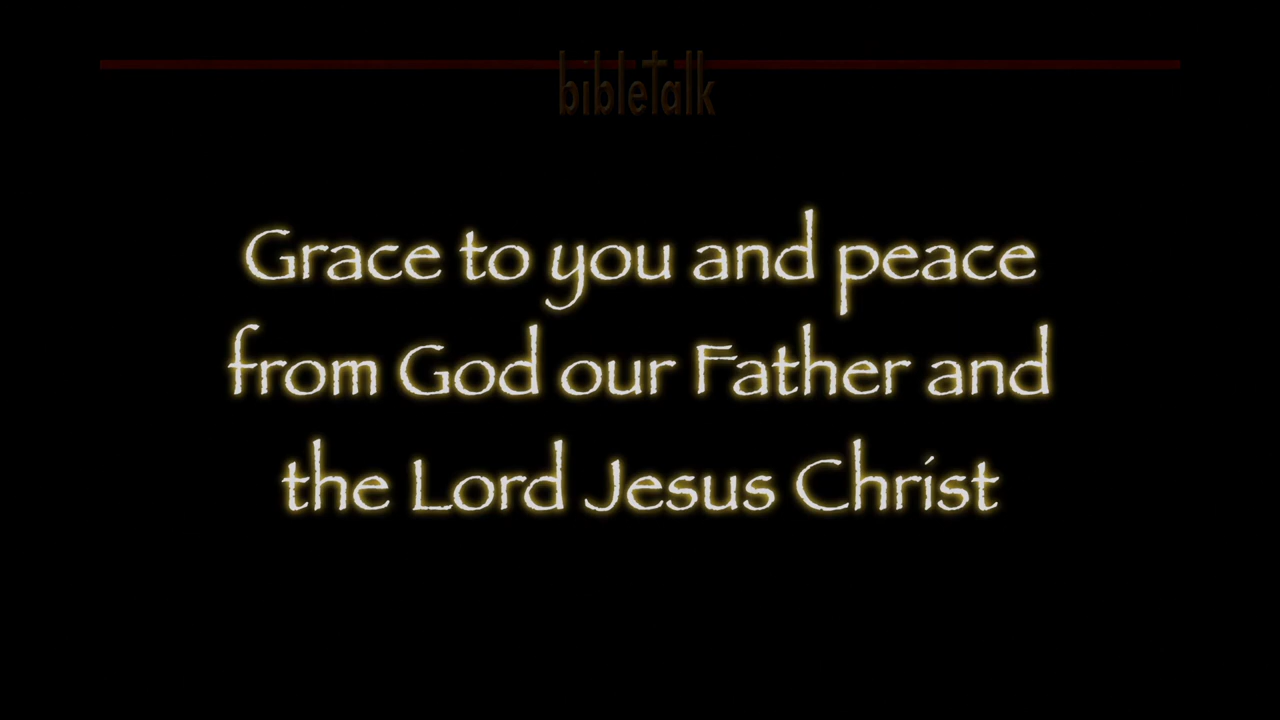 bibletalk
Grace to you and peace
from God our Father and
the Lord Jesus Christ